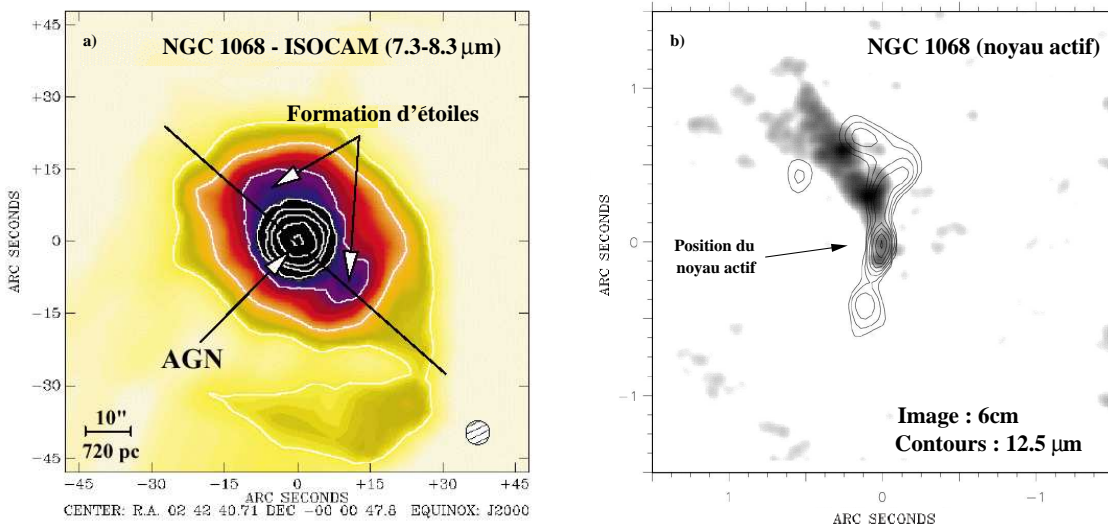 a)
NGC 1068 - ISOCAM (7.3-8.3 µm)
Formation d'étoiles
AGN
10"
720 pc
+45
+30
+15
0
-15
-30
-45
ARC SECONDS
-45
-30
-15
0
+15
+30
+45
ARC SECONDS
CENTER: R.A. 02 42 40.71 DEC -00 00 47.8 EQUINOX: J2000
b)
NGC 1068 (noyau actif)
Position du
noyau actif
Image : 6cm
Contours : 12.5 µm
1
0
-1
ARC SECONDS
1
0
-1
ARC SECONDS